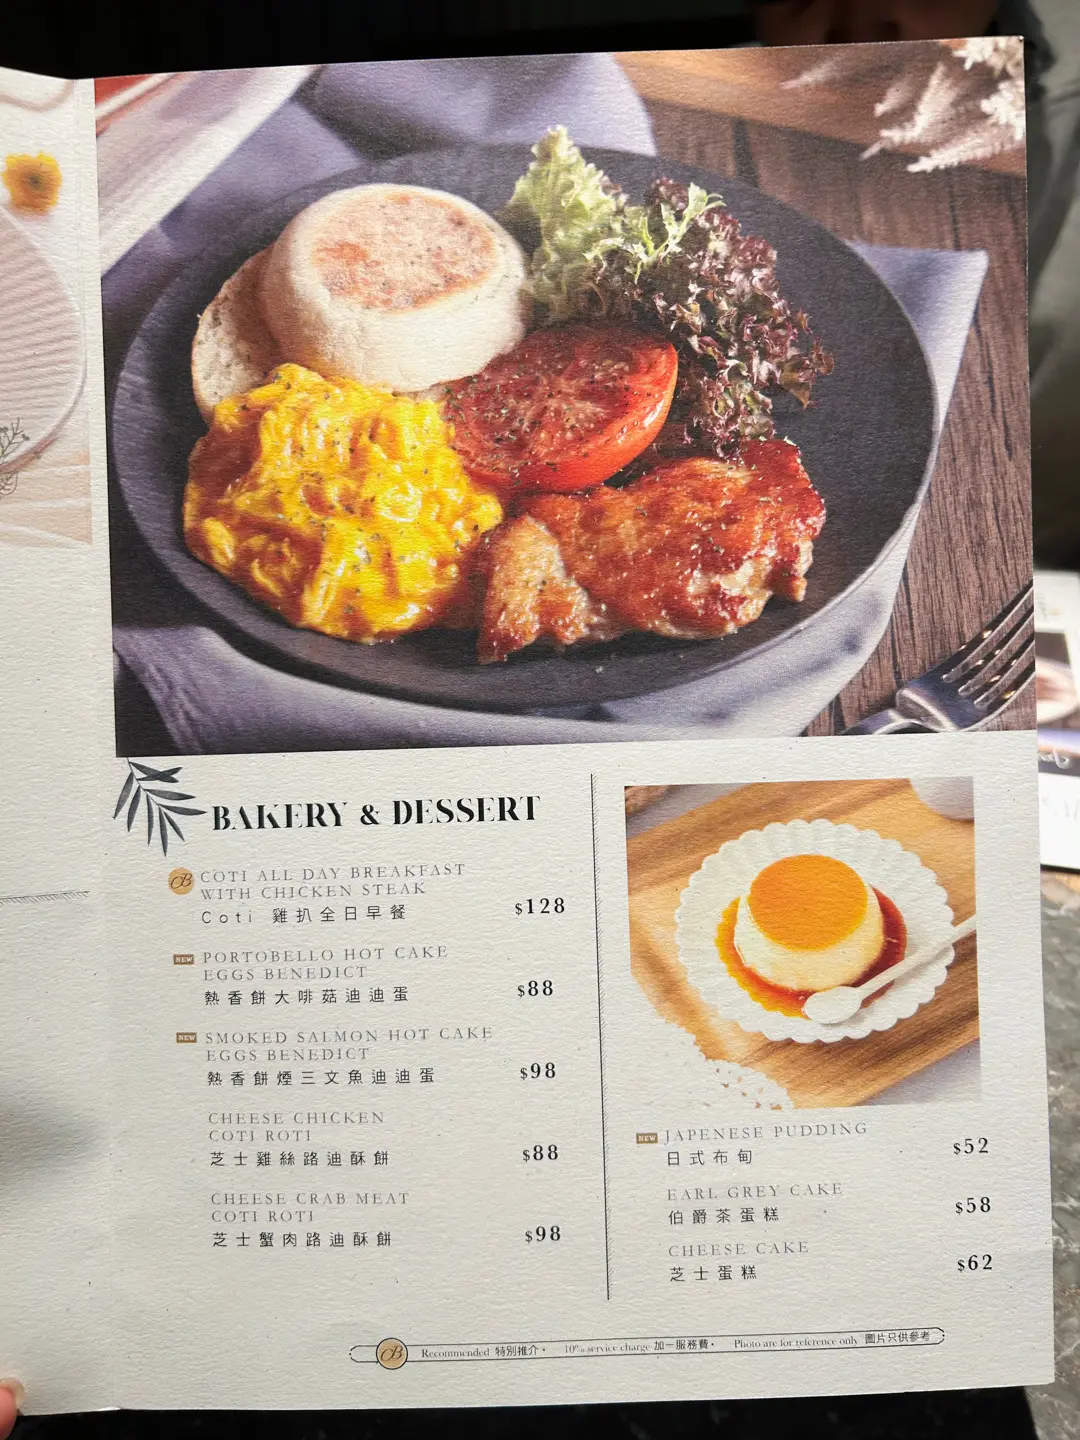 BAKERY & DESSERT
CB COTI ALL DAY BREAKFAST
WITH CHICKEN STEAK
Coti 雞扒全日早餐 $128
NEW PORTOBELLO HOT CAKE
EGGS BENEDICT
熱香餅大啡菇迪迪蛋 $88
NEW SMOKED SALMON HOT CAKE
EGGS BENEDICT
熱香餅煙三文魚迪迪蛋 $98
CHEESE CHICKEN
COTI ROTI
芝士雞絲路迪酥餅 $88
CHEESE CRAB MEAT
COTI ROTI
芝士蟹肉路迪酥餅 $98
NEW JAPENESE PUDDING
日式布甸 $52
EARL GREY CAKE
伯爵茶蛋糕 $58
CHEESE CAKE
芝士蛋糕 $62
CB Recommended 特別推介 · 10% service charge 加一服務費 · Photo are for reference only 圖片只供參考